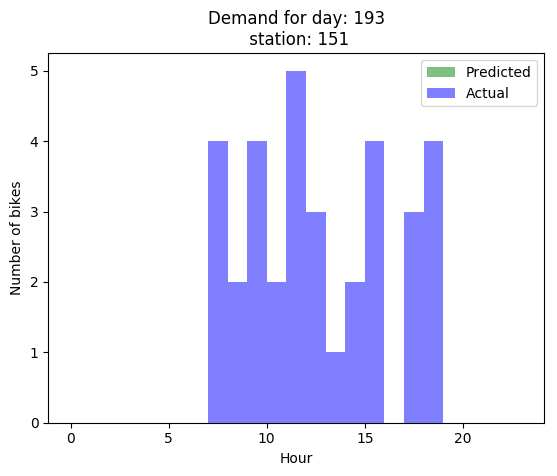 Demand for day: 193
station: 151
Predicted
Actual
5
4
3
2
1
0
Number of bikes
0 5 10 15 20
Hour